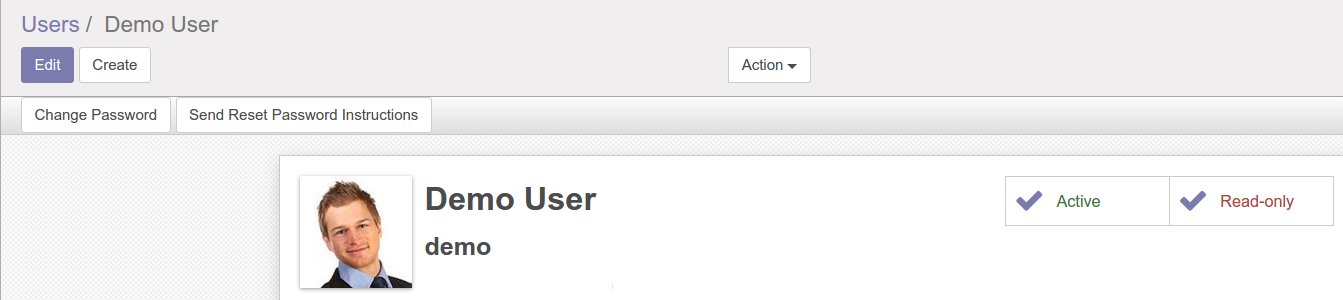 Users / Demo User
Edit Create Action
Change Password Send Reset Password Instructions
Demo User
demo
Active Read-only